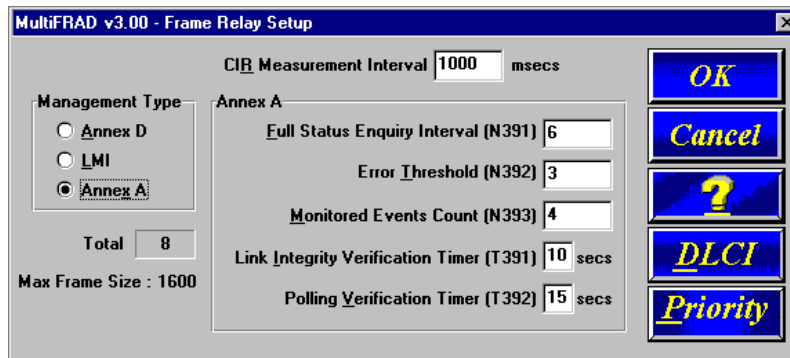 MultiFRAD v3.00 - Frame Relay Setup
CIR Measurement Interval 1000 msecs
Management Type
Annex D
LMI
Annex A
Total 8
Max Frame Size : 1600
Annex A
Full Status Enquiry Interval (N391) 6
Error Threshold (N392) 3
Monitored Events Count (N393) 4
Link Integrity Verification Timer (T391) 10 secs
Polling Verification Timer (T392) 15 secs
OK
Cancel
?
DLCI
Priority